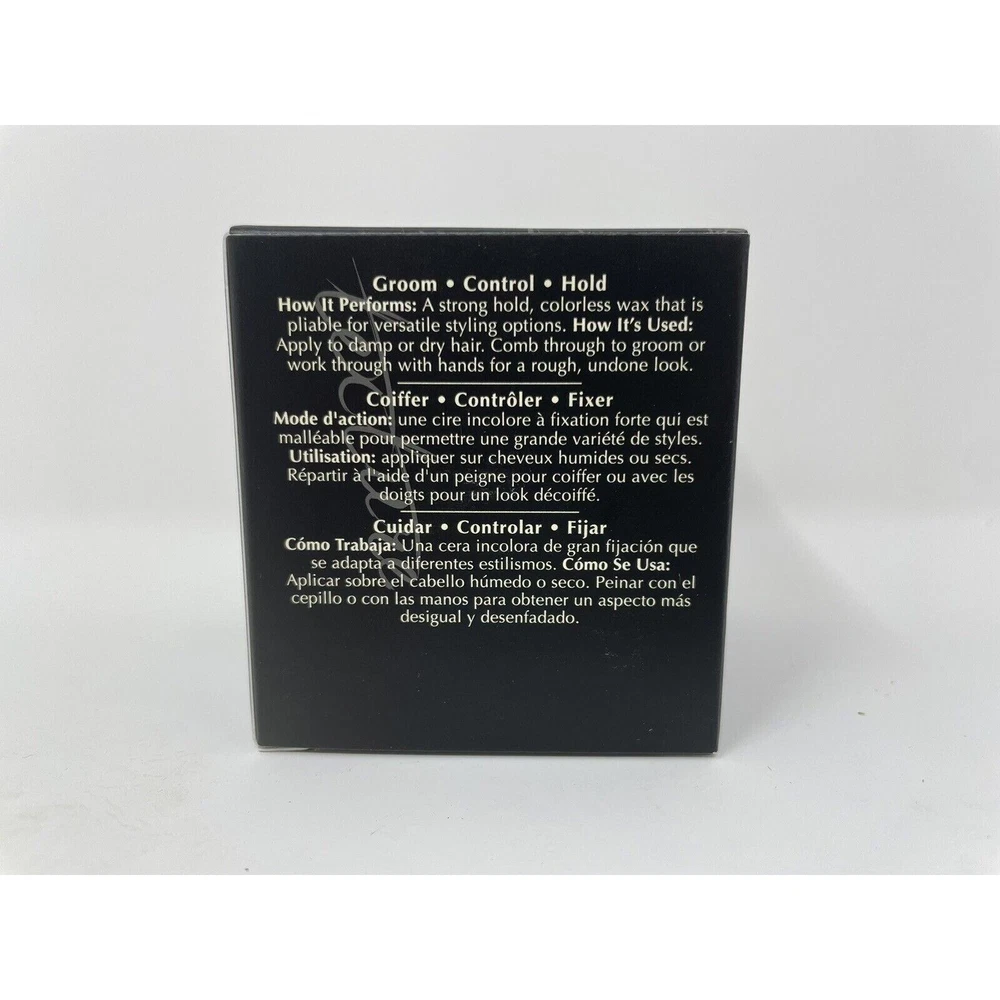 Groom • Control • Hold
How It Performs: A strong hold, colorless wax that is
pliable for versatile styling options. How It's Used:
Apply to damp or dry hair. Comb through to groom or
work through with hands for a rough, undone look.
Coiffer • Contrôler • Fixer
Mode d'action: une cire incolore à fixation forte qui est
malléable pour permettre une grande variété de styles.
Utilisation: appliquer sur cheveux humides ou secs.
Répartir à l'aide d'un peigne pour coiffer ou avec les
doigts pour un look décoiffé.
Cuidar • Controlar • Fijar
Cómo Trabaja: Una cera incolora de gran fijación que
se adapta a diferentes estilismos. Cómo Se Usa:
Aplicar sobre el cabello húmedo o seco. Peinar con el
cepillo o con las manos para obtener un aspecto más
desigual y desenfadado.